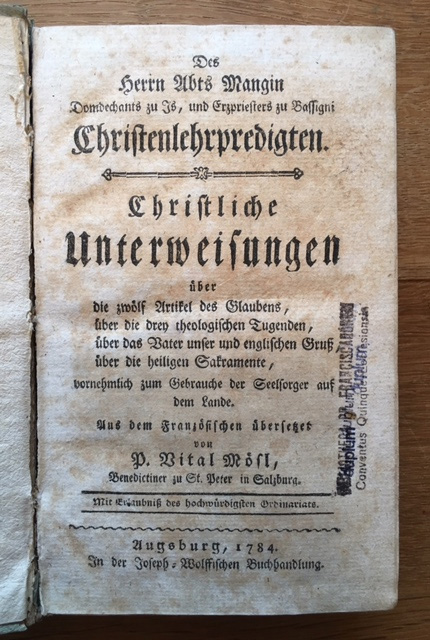 Des
Herrn Abts Mangin
Domdechants zu Is, und Erzpriesters zu Bassigni
Christenlehrpredigten.
Christliche
Unterweisungen
über
die zwölf Artikel des Glaubens,
über die drey theologischen Tugenden,
über das Vater unser und englischen Gruß
über die heiligen Sakramente,
vornehmlich zum Gebrauche der Seelsorger auf
dem Lande.
Aus dem Französischen übersetzet
von
P. Vital Mösl,
Benedictiner zu St. Peter in Salzburg.
Mit Erlaubniß des hochwürdigsten Ordinariats.
Augsburg, 1784.
In der Joseph-Wolffischen Buchhandlung.
FRANCISCANORUM
Duplum
Conventus